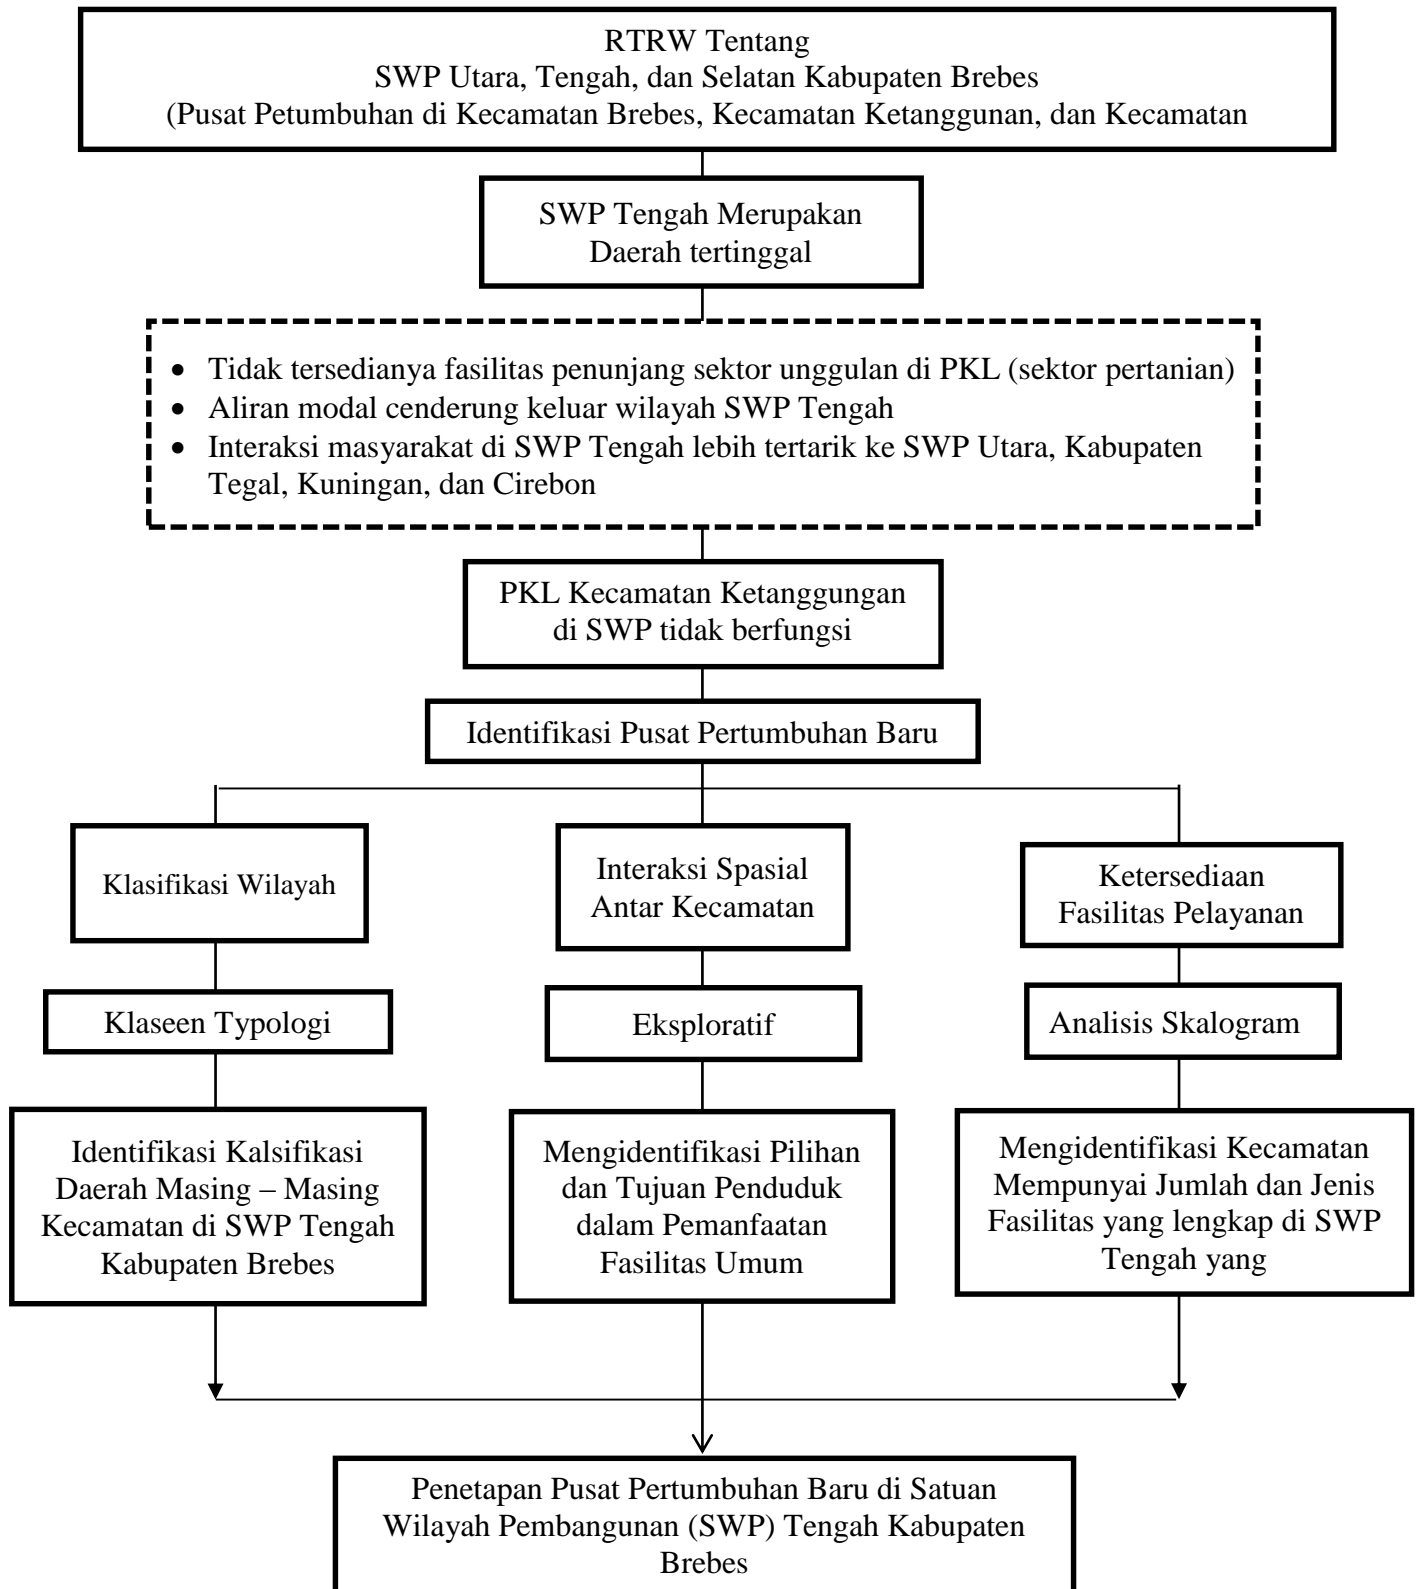 RTRW Tentang
SWP Utara, Tengah, dan Selatan Kabupaten Brebes
(Pusat Petumbuhan di Kecamatan Brebes, Kecamatan Ketanggunan, dan Kecamatan
SWP Tengah Merupakan
Daerah tertinggal
• Tidak tersedianya fasilitas penunjang sektor unggulan di PKL (sektor pertanian)
• Aliran modal cenderung keluar wilayah SWP Tengah
• Interaksi masyarakat di SWP Tengah lebih tertarik ke SWP Utara, Kabupaten
Tegal, Kuningan, dan Cirebon
PKL Kecamatan Ketanggungan
di SWP tidak berfungsi
Identifikasi Pusat Pertumbuhan Baru
Klasifikasi Wilayah
Interaksi Spasial
Antar Kecamatan
Ketersediaan
Fasilitas Pelayanan
Klaseen Typologi
Eksploratif
Analisis Skalogram
Identifikasi Kalsifikasi
Daerah Masing – Masing
Kecamatan di SWP Tengah
Kabupaten Brebes
Mengidentifikasi Pilihan
dan Tujuan Penduduk
dalam Pemanfaatan
Fasilitas Umum
Mengidentifikasi Kecamatan
Mempunyai Jumlah dan Jenis
Fasilitas yang lengkap di SWP
Tengah yang
Penetapan Pusat Pertumbuhan Baru di Satuan
Wilayah Pembangunan (SWP) Tengah Kabupaten
Brebes